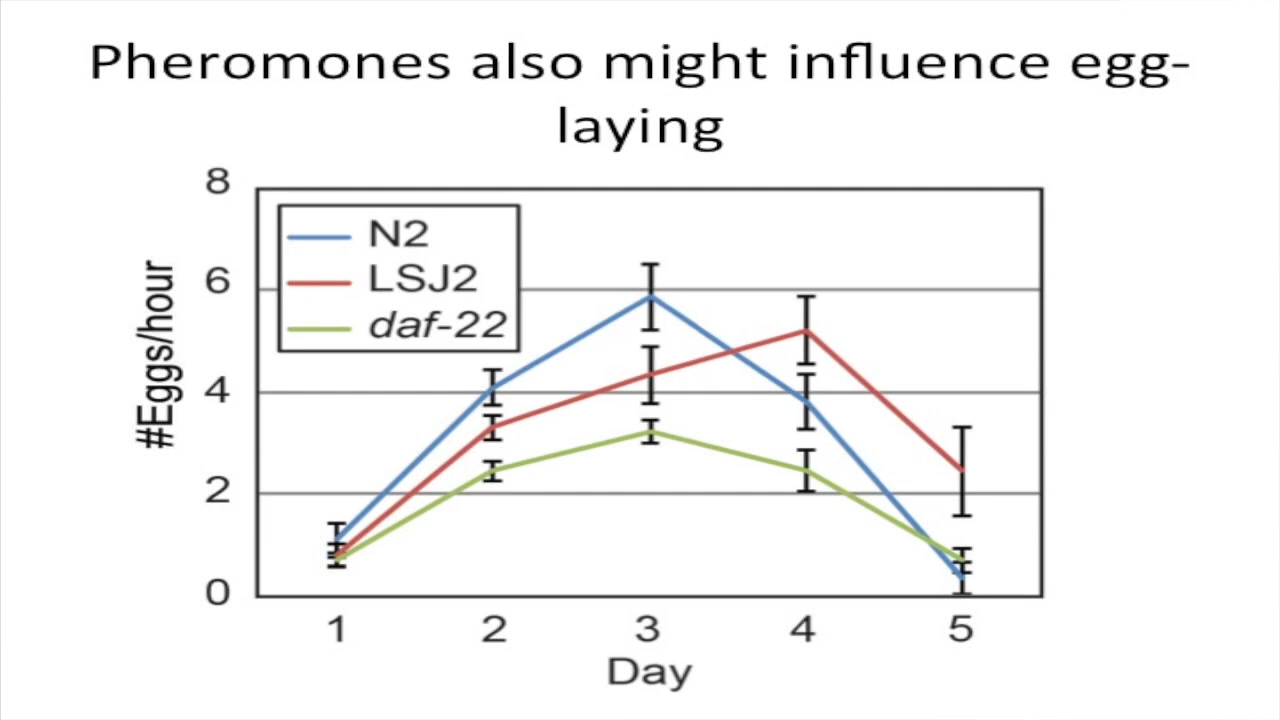 Pheromones also might influence egg-
laying
8
6
4
2
0
#Eggs/hour
N2
LSJ2
daf-22
1 2 3 4 5
Day